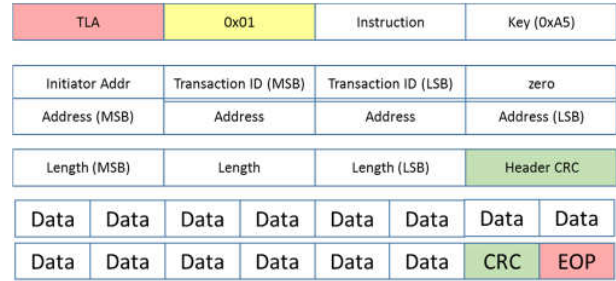 TLA 0x01 Instruction Key (0xA5)
Initiator Addr Transaction ID (MSB) Transaction ID (LSB) zero
Address (MSB) Address Address Address (LSB)
Length (MSB) Length Length (LSB) Header CRC
Data Data Data Data Data Data Data Data
Data Data Data Data Data Data CRC EOP